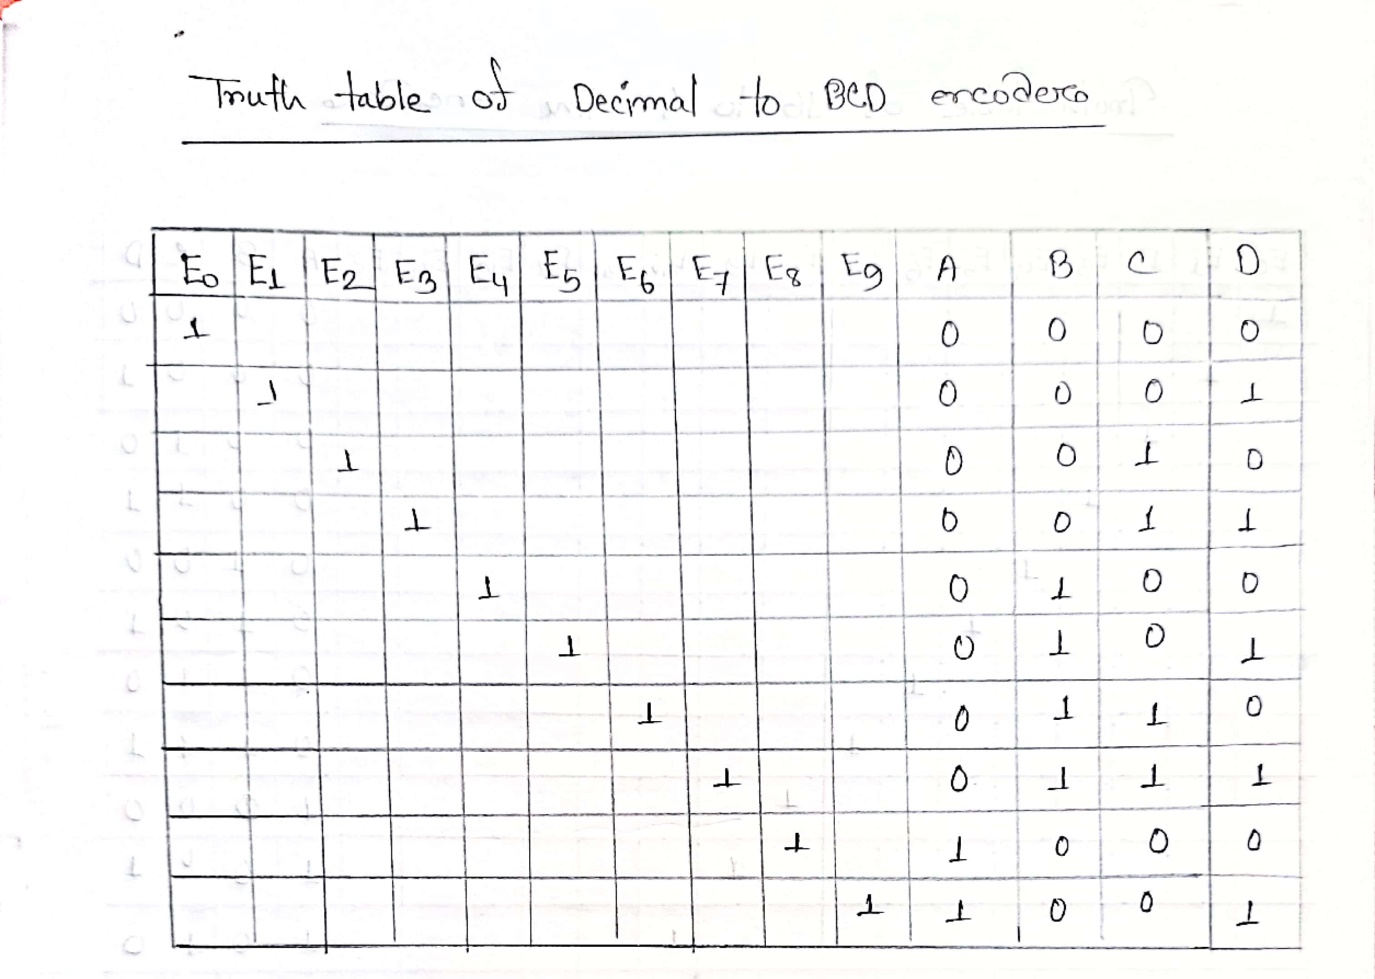 Truth table of Decimal to BCD encoder
E0 E1 E2 E3 E4 E5 E6 E7 E8 E9 A B C D
1 0 0 0 0
1 0 0 0 1
1 0 0 1 0
1 0 0 1 1
1 0 1 0 0
1 0 1 0 1
1 0 1 1 0
1 0 1 1 1
1 1 0 0 0
1 1 0 0 1